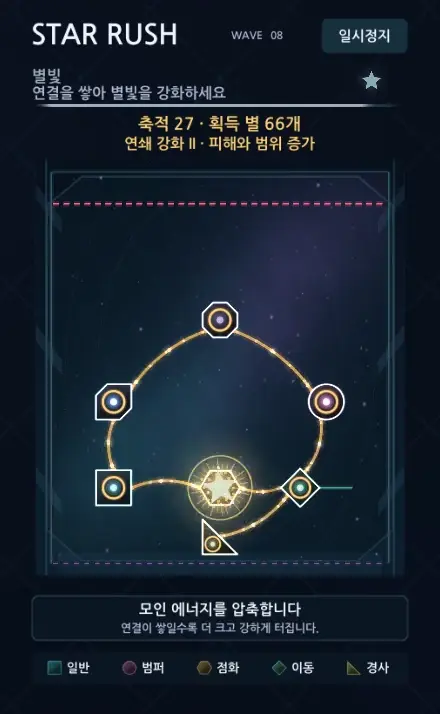 STAR RUSH
WAVE 08
일시정지
별빛
연결을 쌓아 별빛을 강화하세요
축적 27 · 획득 별 66개
연쇄 강화 II · 피해와 범위 증가
모인 에너지를 압축합니다
연결이 쌓일수록 더 크고 강하게 터집니다.
일반 범퍼 점화 이동 경사